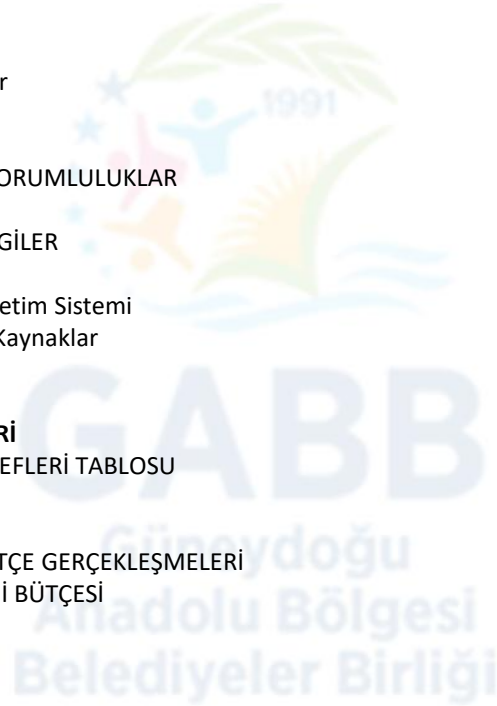 r
1991
ORUMLULUKLAR
GİLER
etim Sistemi
Kaynaklar
Rİ
EFLERİ TABLOSU
TÇE GERÇEKLEŞMELERİ
İ BÜTÇESİ
GABB
Güneydoğu
Anadolu Bölgesi
Belediyeler Birliği